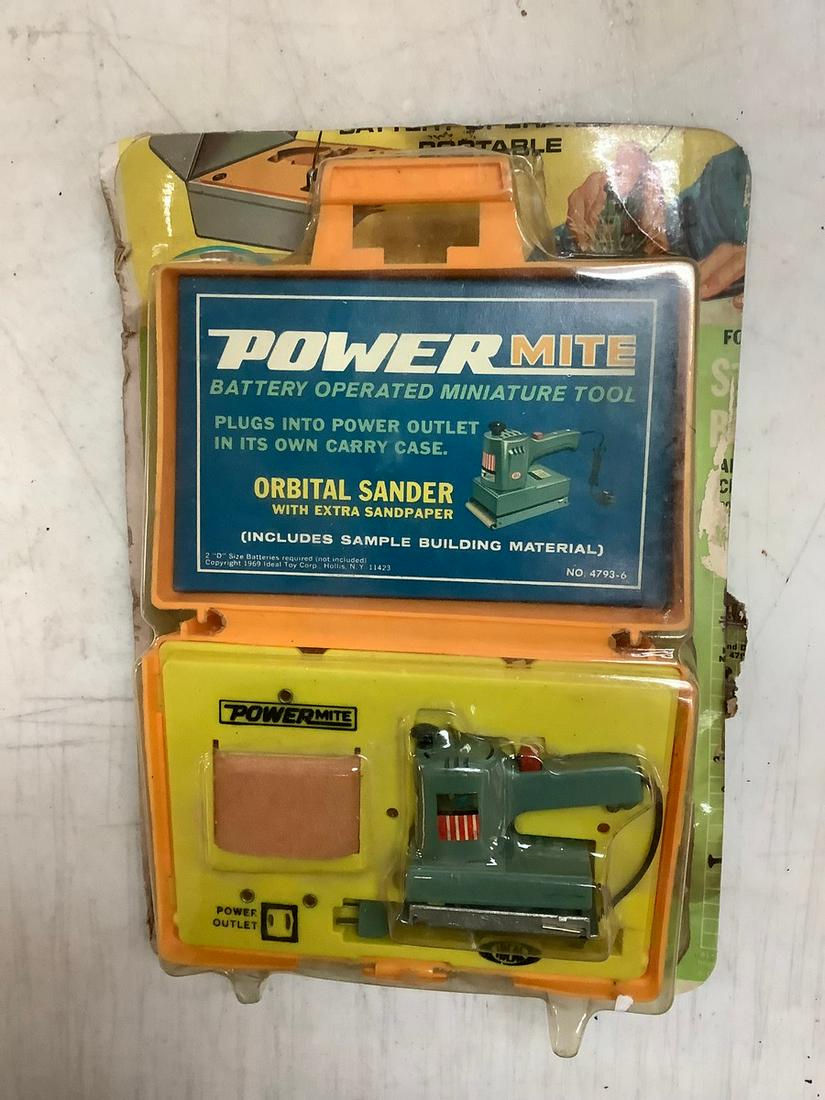 PORTABLE
POWER MITE
BATTERY OPERATED MINIATURE TOOL
PLUGS INTO POWER OUTLET
IN ITS OWN CARRY CASE.
ORBITAL SANDER
WITH EXTRA SANDPAPER
(INCLUDES SAMPLE BUILDING MATERIAL)
2 "D" Size Batteries required (not included)
Copyright 1969 Ideal Toy Corp., Hollis, N.Y. 11423
NO. 4793-6
POWERMITE
POWER
OUTLET